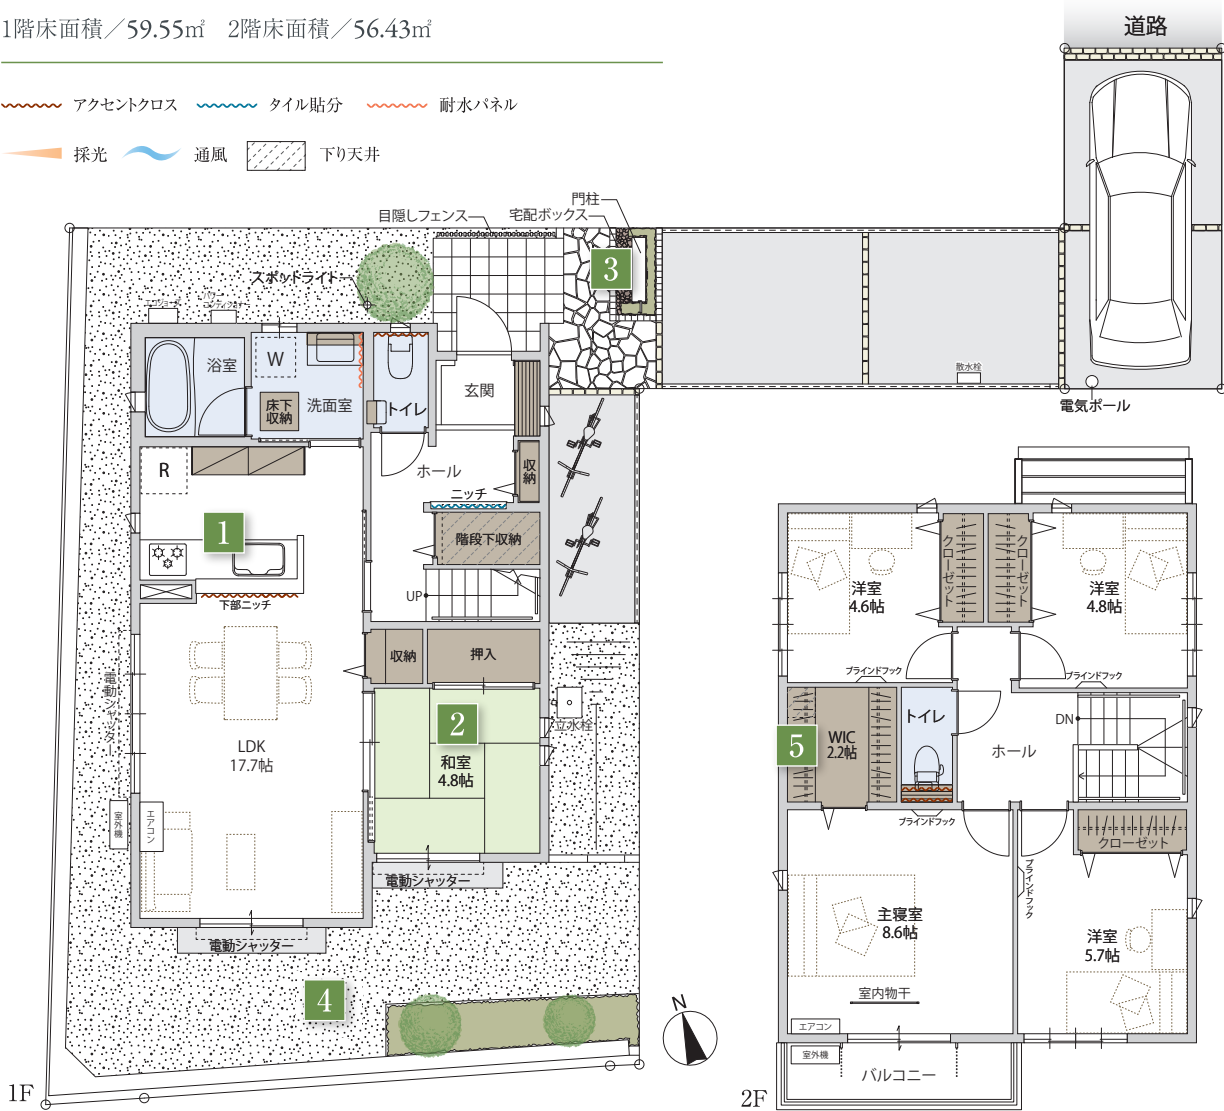 1階床面積／59.55㎡　2階床面積／56.43㎡
アクセントクロス
タイル貼分
耐水パネル
採光
通風
下り天井
道路
門柱
宅配ボックス
目隠しフェンス
3
スポットライト
エコジョーズ
浴室
W
床下
収納
洗面室
トイレ
玄関
散水栓
電気ポール
R
ホール
収納
ニッチ
1
階段下収納
UP
下部ニッチ
収納
押入
電動シャッター
LDK
17.7帖
2
和室
4.8帖
立水栓
室外機
エアコン
電動シャッター
電動シャッター
4
N
1F
洋室
4.6帖
クローゼット
クローゼット
洋室
4.8帖
ブラインドフック
ブラインドフック
5
WIC
2.2帖
トイレ
ホール
DN
ブラインドフック
クローゼット
ブラインドフック
主寝室
8.6帖
洋室
5.7帖
室内物干
エアコン
室外機
バルコニー
2F